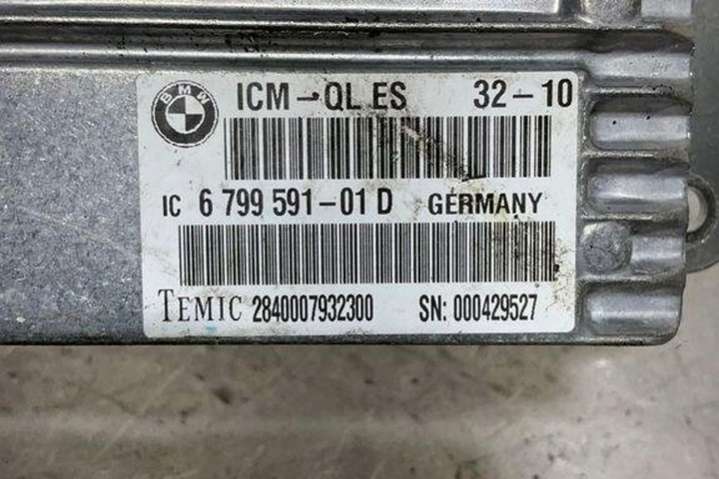 BMW
ICM-QL ES 32-10
IC 6 799 591-01 D GERMANY
TEMIC 2840007932300 SN: 000429527